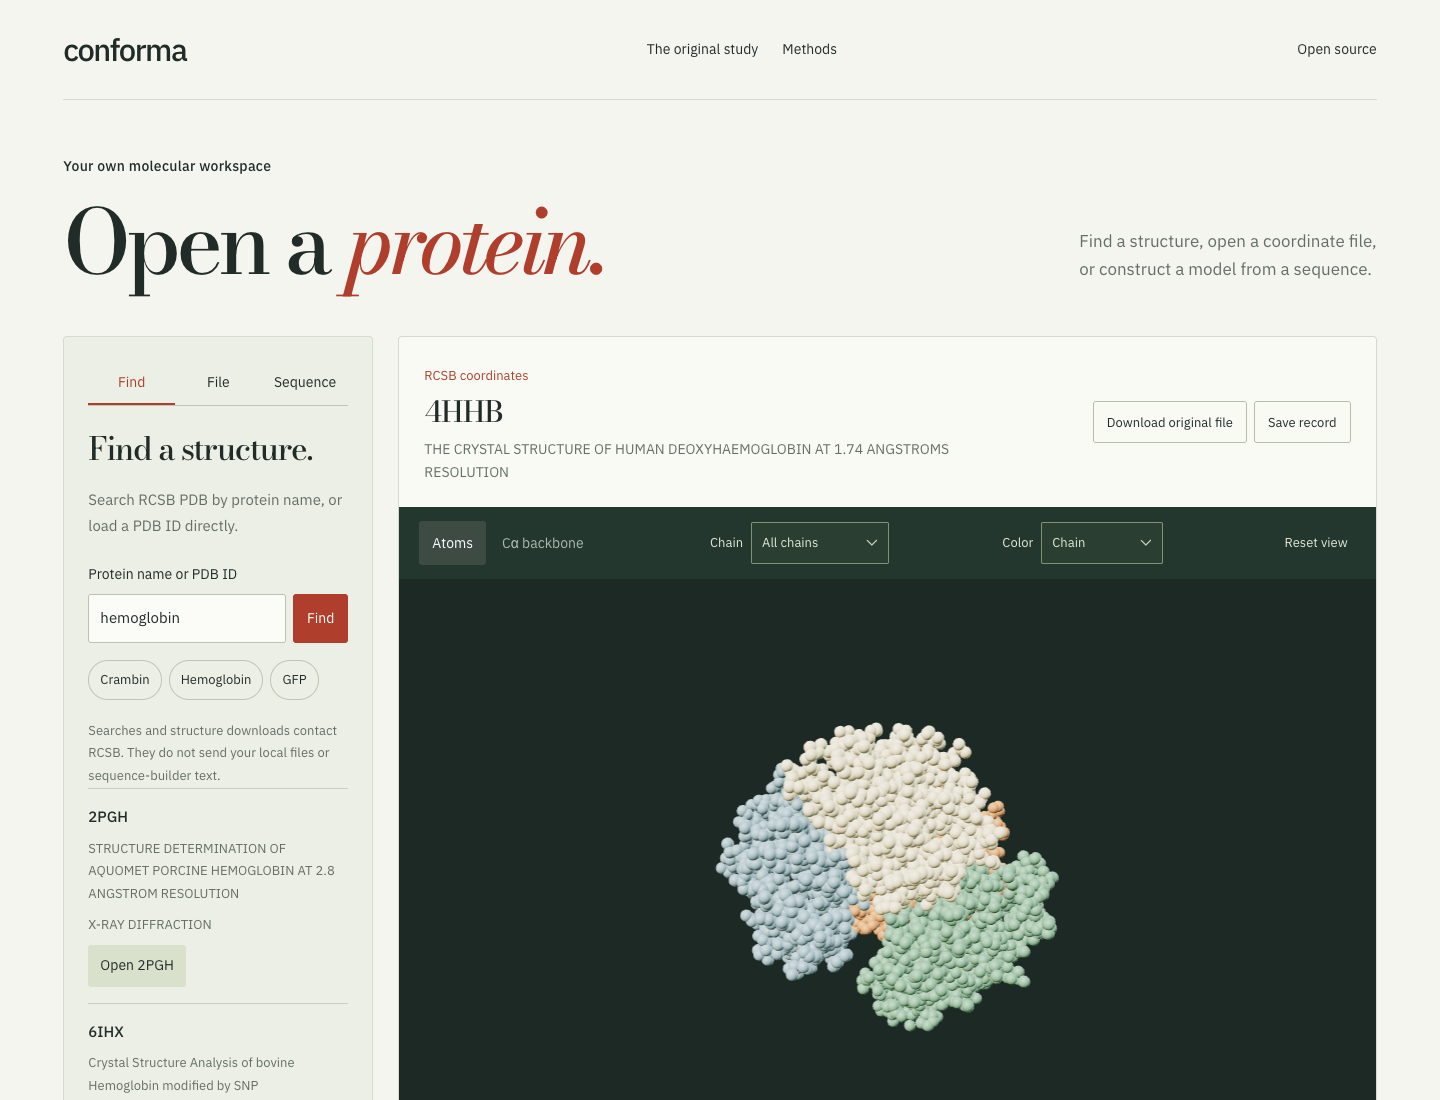 conforma
The original study
Methods
Open source
Your own molecular workspace
Open a protein.
Find a structure, open a coordinate file,
or construct a model from a sequence.
Find
File
Sequence
Find a structure.
Search RCSB PDB by protein name, or
load a PDB ID directly.
Protein name or PDB ID
hemoglobin
Find
Crambin
Hemoglobin
GFP
Searches and structure downloads contact
RCSB. They do not send your local files or
sequence-builder text.
2PGH
STRUCTURE DETERMINATION OF
AQUOMET PORCINE HEMOGLOBIN AT 2.8
ANGSTROM RESOLUTION
X-RAY DIFFRACTION
Open 2PGH
6IHX
Crystal Structure Analysis of bovine
Hemoglobin modified by SNP
RCSB coordinates
4HHB
THE CRYSTAL STRUCTURE OF HUMAN DEOXYHAEMOGLOBIN AT 1.74 ANGSTROMS
RESOLUTION
Download original file
Save record
Atoms
Cα backbone
Chain
All chains
Color
Chain
Reset view